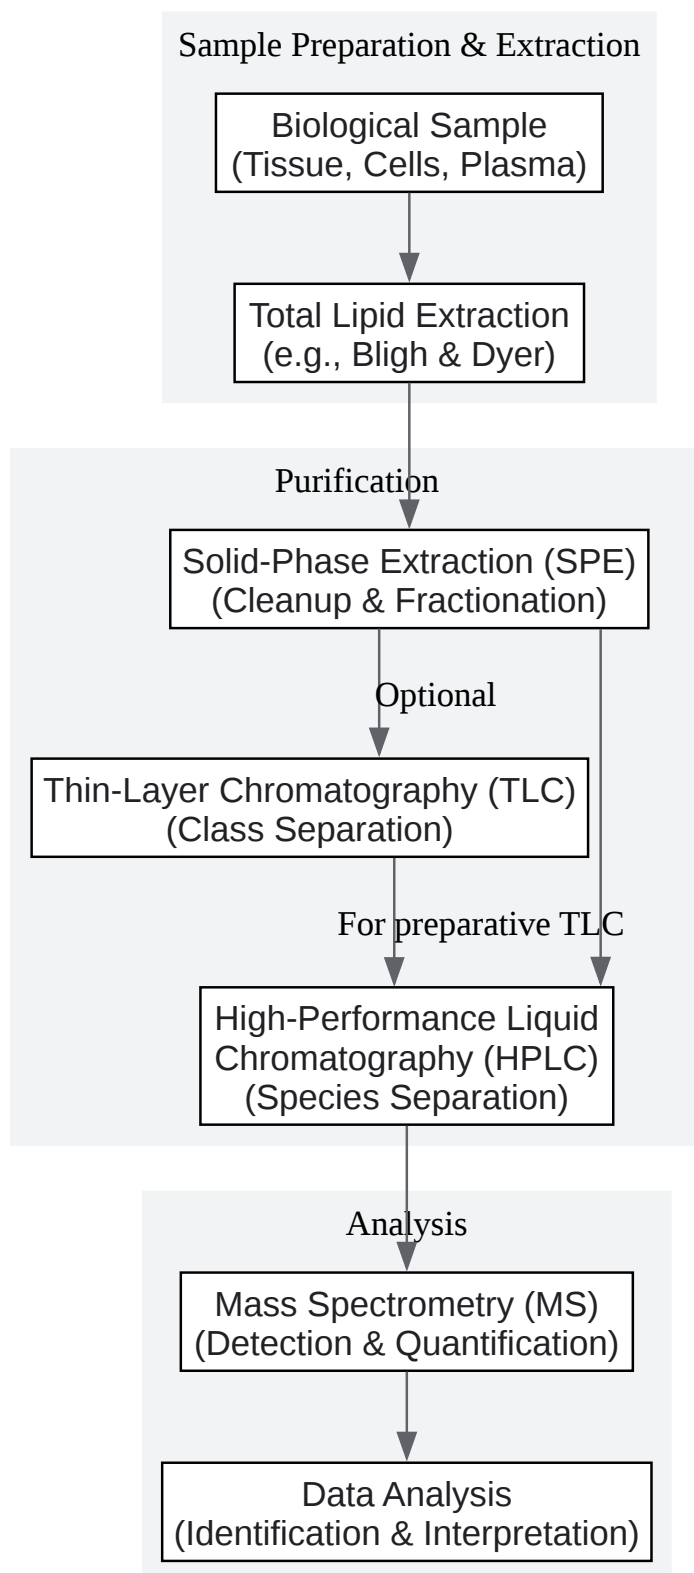 Sample Preparation & Extraction
Biological Sample
(Tissue, Cells, Plasma)
Total Lipid Extraction
(e.g., Bligh & Dyer)
Purification
Solid-Phase Extraction (SPE)
(Cleanup & Fractionation)
Optional
Thin-Layer Chromatography (TLC)
(Class Separation)
For preparative TLC
High-Performance Liquid
Chromatography (HPLC)
(Species Separation)
Analysis
Mass Spectrometry (MS)
(Detection & Quantification)
Data Analysis
(Identification & Interpretation)